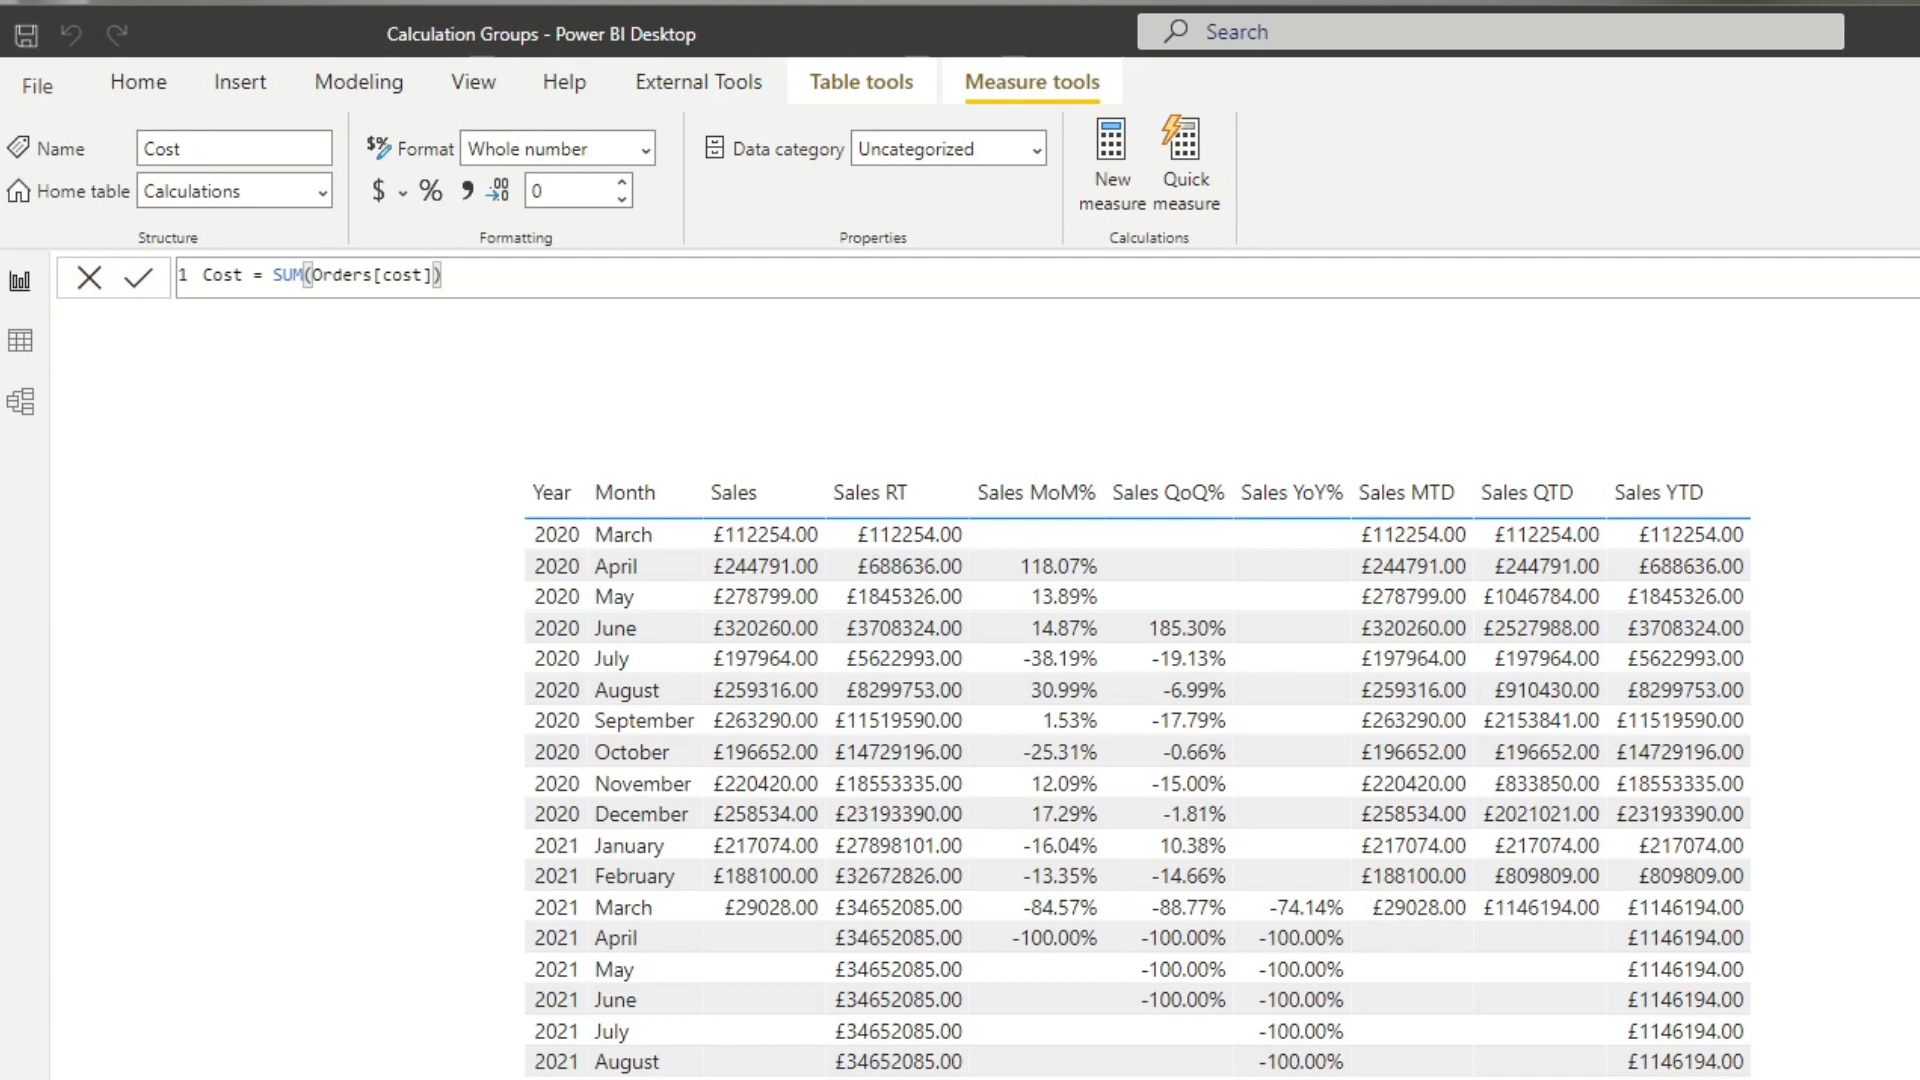 Calculation Groups - Power BI Desktop
Search
File Home Insert Modeling View Help External Tools Table tools Measure tools
Name Cost $% Format Whole number Data category Uncategorized
Home table Calculations $ % 9 .00 0
New measure
Quick measure
Structure Formatting Properties Calculations
1 Cost = SUM(Orders[cost])
Year Month Sales Sales RT Sales MoM% Sales QoQ% Sales YoY% Sales MTD Sales QTD Sales YTD
2020 March £112254.00 £112254.00 £112254.00 £112254.00 £112254.00
2020 April £244791.00 £688636.00 118.07% £244791.00 £244791.00 £688636.00
2020 May £278799.00 £1845326.00 13.89% £278799.00 £1046784.00 £1845326.00
2020 June £320260.00 £3708324.00 14.87% 185.30% £320260.00 £2527988.00 £3708324.00
2020 July £197964.00 £5622993.00 -38.19% -19.13% £197964.00 £197964.00 £5622993.00
2020 August £259316.00 £8299753.00 30.99% -6.99% £259316.00 £910430.00 £8299753.00
2020 September £263290.00 £11519590.00 1.53% -17.79% £263290.00 £2153841.00 £11519590.00
2020 October £196652.00 £14729196.00 -25.31% -0.66% £196652.00 £196652.00 £14729196.00
2020 November £220420.00 £18553335.00 12.09% -15.00% £220420.00 £833850.00 £18553335.00
2020 December £258534.00 £23193390.00 17.29% -1.81% £258534.00 £2021021.00 £23193390.00
2021 January £217074.00 £27898101.00 -16.04% 10.38% £217074.00 £217074.00 £217074.00
2021 February £188100.00 £32672826.00 -13.35% -14.66% £188100.00 £809809.00 £809809.00
2021 March £29028.00 £34652085.00 -84.57% -88.77% -74.14% £29028.00 £1146194.00 £1146194.00
2021 April £34652085.00 -100.00% -100.00% -100.00% £1146194.00
2021 May £34652085.00 -100.00% -100.00% £1146194.00
2021 June £34652085.00 -100.00% -100.00% £1146194.00
2021 July £34652085.00 -100.00% £1146194.00
2021 August £34652085.00 -100.00% £1146194.00